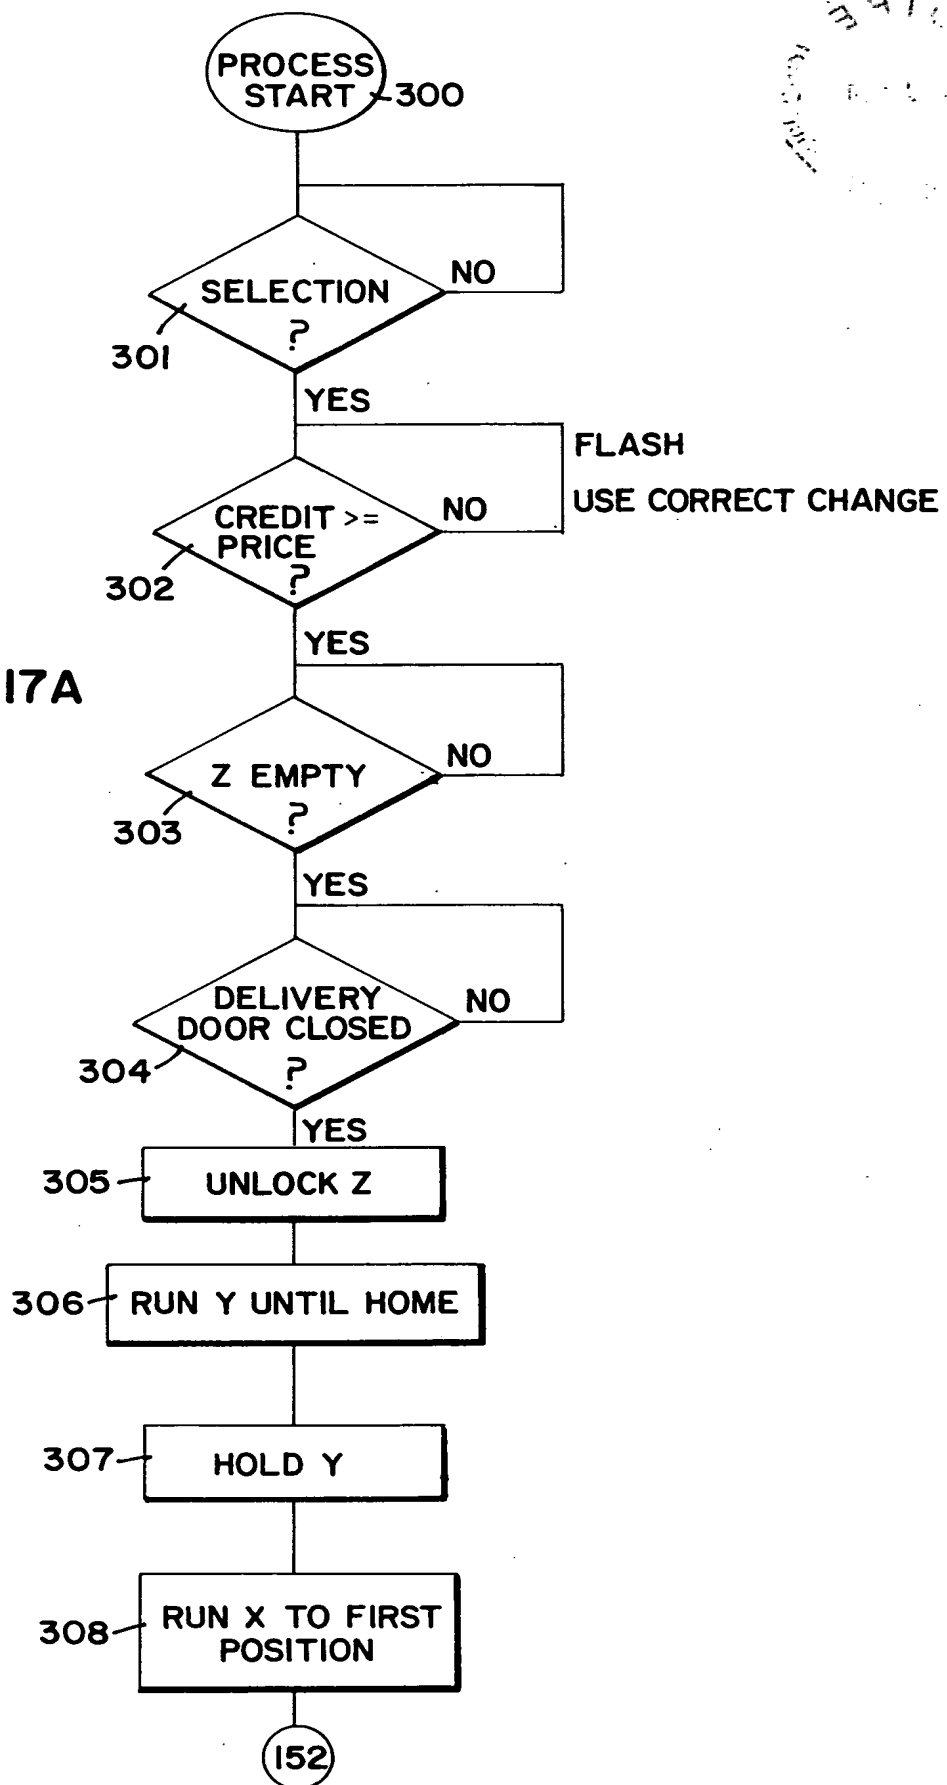 PROCESS
START
300
NO
SELECTION
?
301
YES
FLASH
USE CORRECT CHANGE
NO
CREDIT >=
PRICE
?
302
YES
17A
NO
Z EMPTY
?
303
YES
NO
DELIVERY
DOOR CLOSED
?
304
YES
305
UNLOCK Z
306
RUN Y UNTIL HOME
307
HOLD Y
308
RUN X TO FIRST
POSITION
152